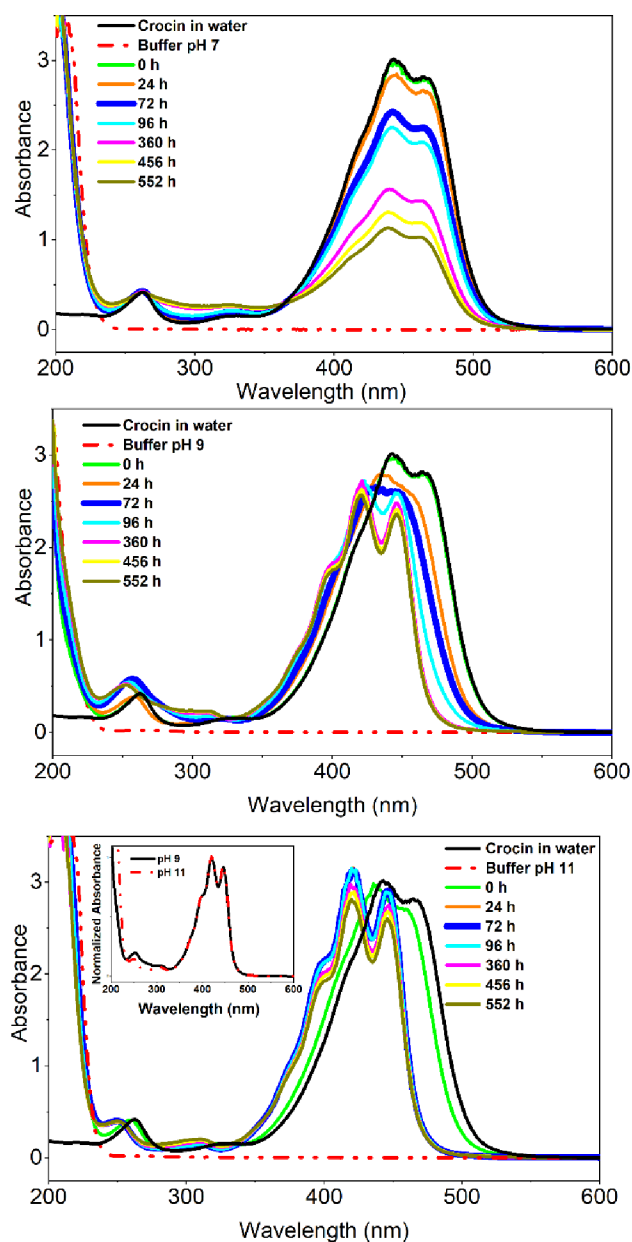 Crocin in water
Buffer pH 7
0 h
24 h
72 h
96 h
360 h
456 h
552 h
Absorbance
3
2
1
0
200 300 400 500 600
Wavelength (nm)
Crocin in water
Buffer pH 9
0 h
24 h
72 h
96 h
360 h
456 h
552 h
Absorbance
3
2
1
0
200 300 400 500 600
Wavelength (nm)
pH 9
pH 11
Normalized Absorbance
200 300 400 500 600
Wavelength (nm)
Crocin in water
Buffer pH 11
0 h
24 h
72 h
96 h
360 h
456 h
552 h
Absorbance
3
2
1
0
200 300 400 500 600
Wavelength (nm)